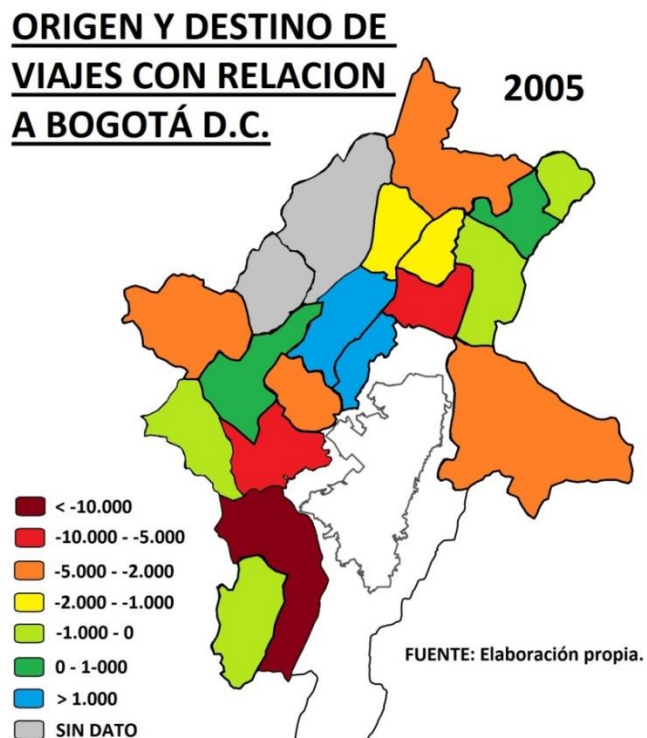 ORIGEN Y DESTINO DE
VIAJES CON RELACION
A BOGOTÁ D.C.
2005
< -10.000
-10.000 - -5.000
-5.000 - -2.000
-2.000 - -1.000
-1.000 - 0
0 - 1-000
> 1.000
SIN DATO
FUENTE: Elaboración propia.